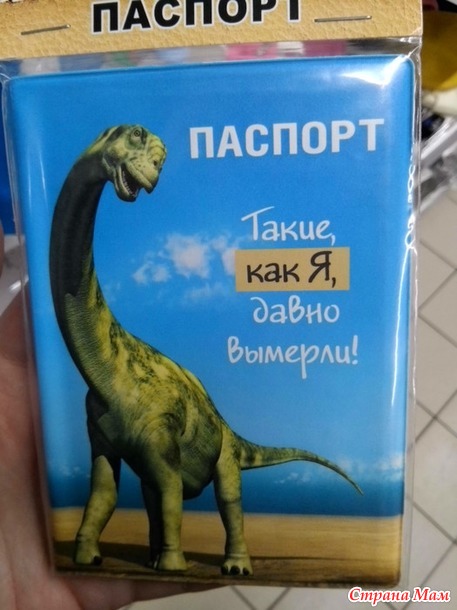 ПАСПОРТ
ПАСПОРТ
Такие,
как Я,
давно
вымерли!
Страна Мам